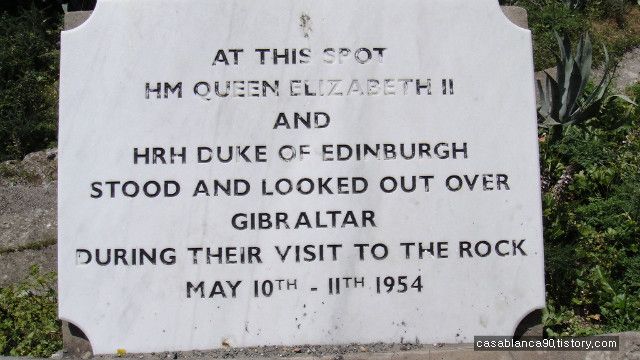 AT THIS SPOT
HM QUEEN ELIZABETH II
AND
HRH DUKE OF EDINBURGH
STOOD AND LOOKED OUT OVER
GIBRALTAR
DURING THEIR VISIT TO THE ROCK
MAY 10TH - 11TH 1954
casablanca90.tistory.com